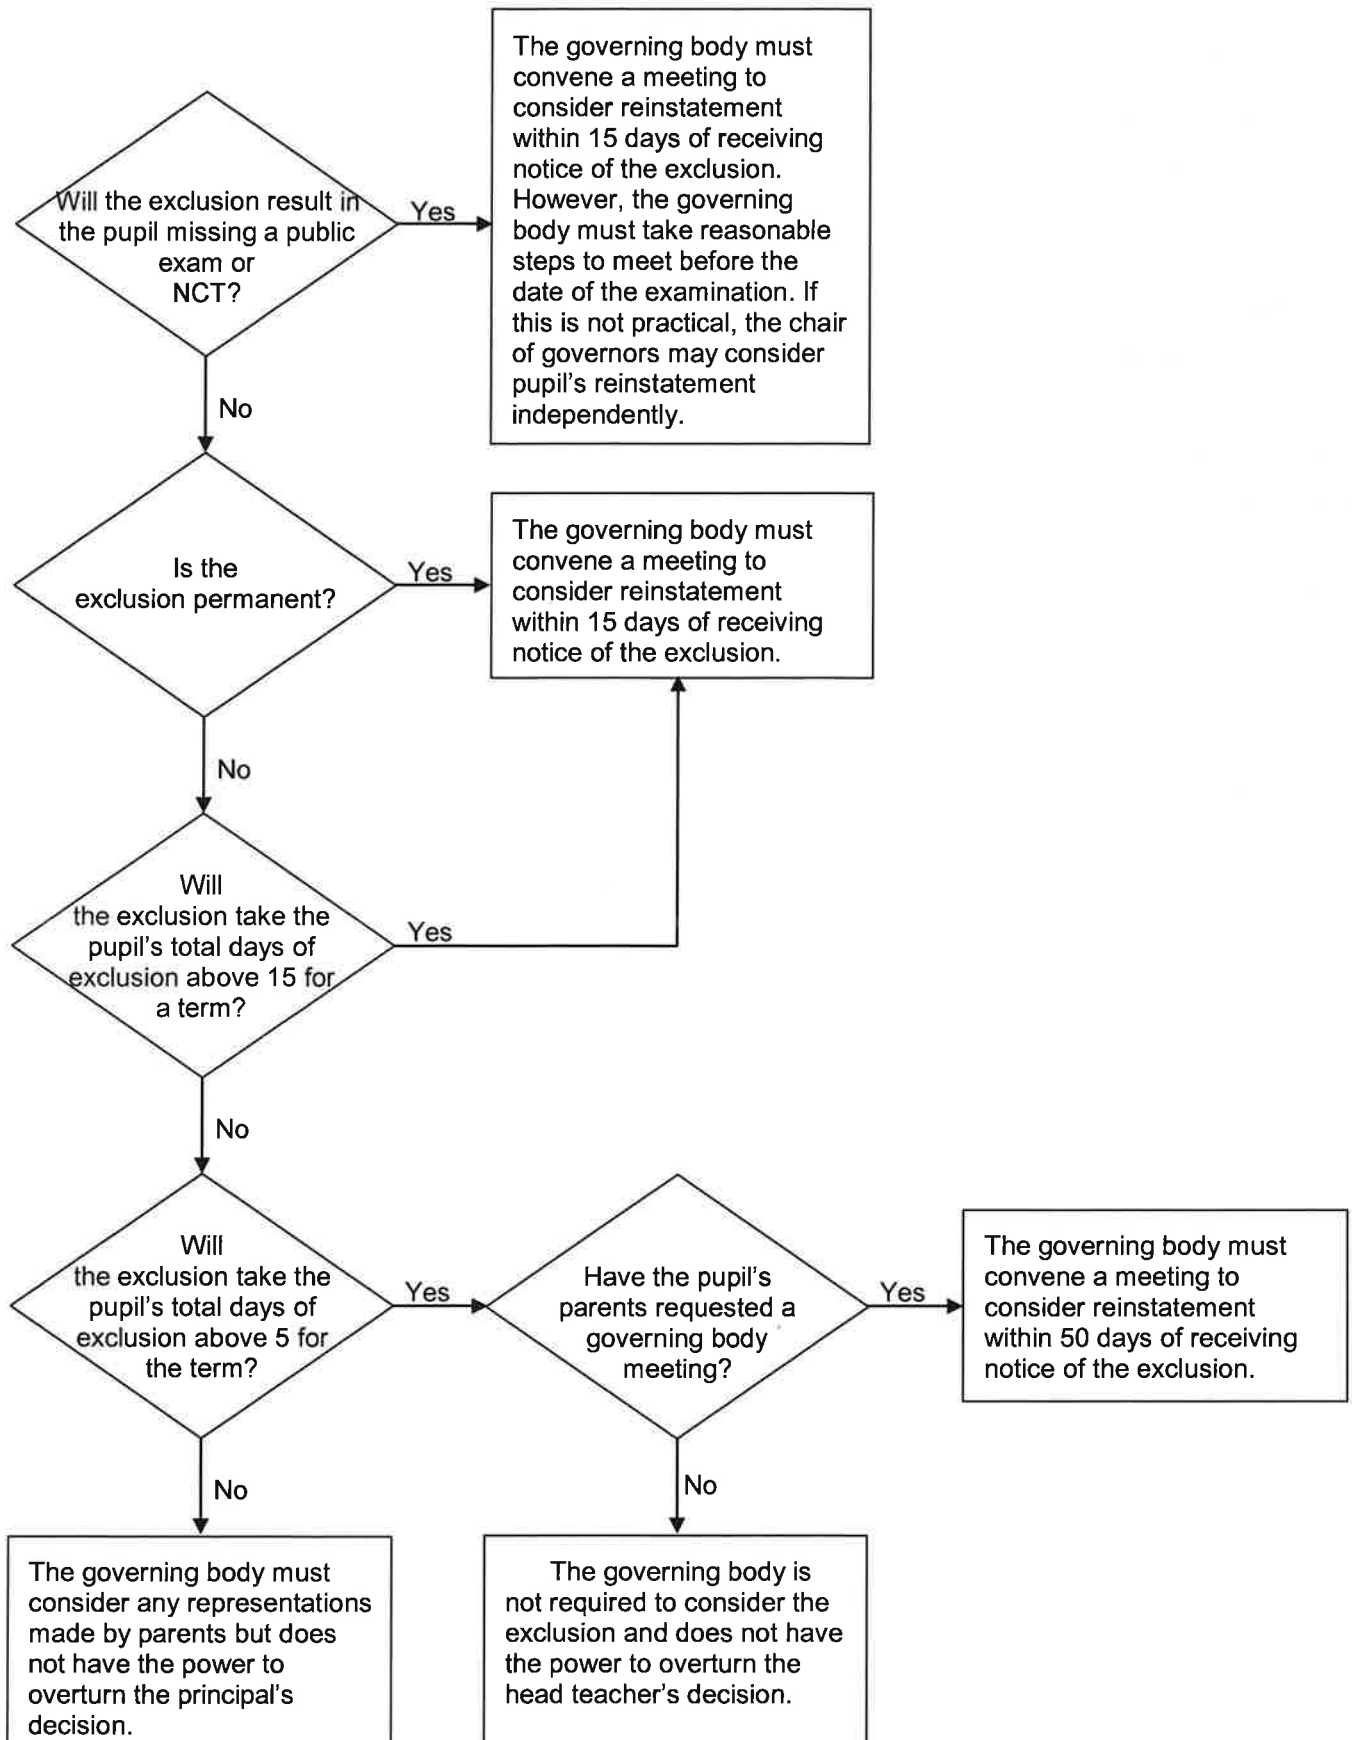 The governing body must
convene a meeting to
consider reinstatement
within 15 days of receiving
notice of the exclusion.
However, the governing
body must take reasonable
steps to meet before the
date of the examination. If
this is not practical, the chair
of governors may consider
pupil's reinstatement
independently.
Will the exclusion result in
the pupil missing a public
exam or
NCT?
Yes
No
Is the
exclusion permanent?
Yes
The governing body must
convene a meeting to
consider reinstatement
within 15 days of receiving
notice of the exclusion.
No
Will
the exclusion take the
pupil's total days of
exclusion above 15 for
a term?
Yes
No
Will
the exclusion take the
pupil's total days of
exclusion above 5 for
the term?
Yes
Have the pupil's
parents requested a
governing body
meeting?
Yes
The governing body must
convene a meeting to
consider reinstatement
within 50 days of receiving
notice of the exclusion.
No
No
The governing body must
consider any representations
made by parents but does
not have the power to
overturn the principal's
decision.
The governing body is
not required to consider the
exclusion and does not have
the power to overturn the
head teacher's decision.